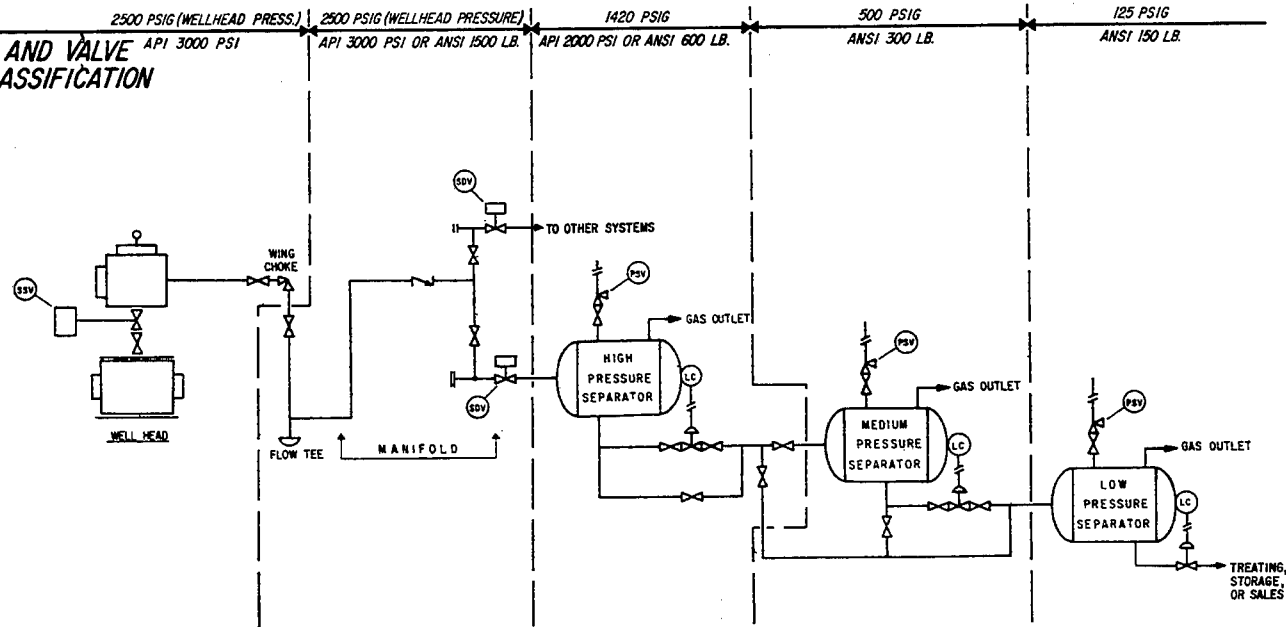 2500 PSIG (WELLHEAD PRESS.)
API 3000 PSI
2500 PSIG (WELLHEAD PRESSURE)
API 3000 PSI OR ANSI 1500 LB.
1420 PSIG
API 2000 PSI OR ANSI 600 LB.
500 PSIG
ANSI 300 LB.
125 PSIG
ANSI 150 LB.
AND VALVE
ASSIFICATION
SDV
TO OTHER SYSTEMS
WING
CHOKE
SSV
PSV
GAS OUTLET
HIGH
PRESSURE
SEPARATOR
LC
SDV
PSV
GAS OUTLET
MEDIUM
PRESSURE
SEPARATOR
LC
PSV
GAS OUTLET
LOW
PRESSURE
SEPARATOR
LC
WELL HEAD
FLOW TEE
MANIFOLD
TREATING,
STORAGE,
OR SALES